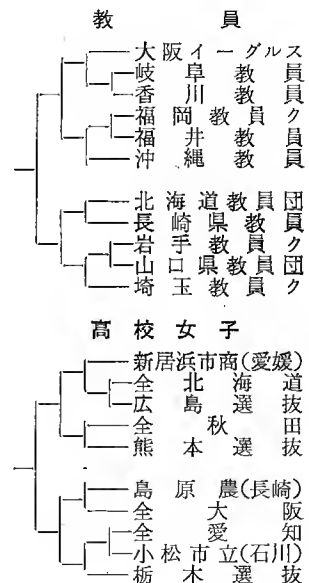 教員
大阪イーグルス
岐阜教員
香川教員
福岡教員ク
福井教員
沖縄教員
北海道教員団
長崎県教員
岩手教員ク
山口県教員団
埼玉教員ク
高校女子
新居浜市商(愛媛)
全北海道
広島選抜
全秋田
熊本選抜
島原農(長崎)
全大阪
全愛知
小松市立(石川)
栃木選抜